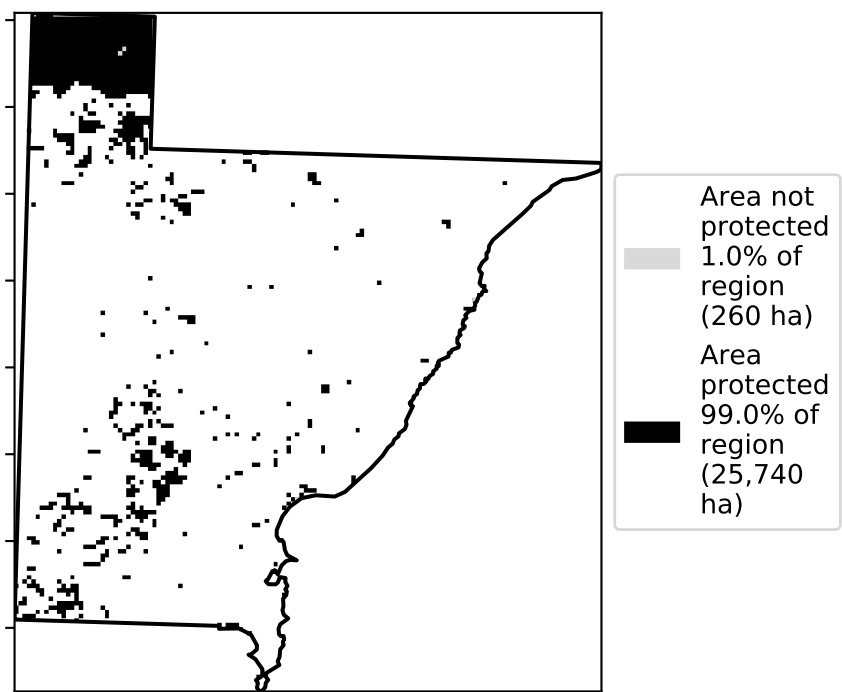 Area not
protected
1.0% of
region
(260 ha)
Area
protected
99.0% of
region
(25,740
ha)